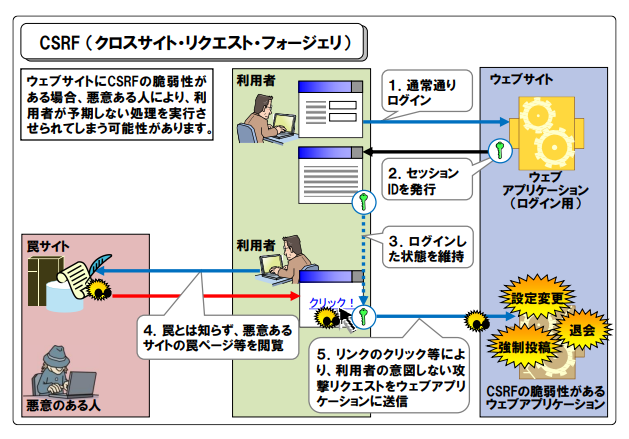 CSRF（クロスサイト・リクエスト・フォージェリ）
ウェブサイトにCSRFの脆弱性が
ある場合、悪意ある人により、利
用者が予期しない処理を実行さ
せられてしまう可能性があります。
利用者
1．通常通り
ログイン
ウェブサイト
2．セッション
IDを発行
ウェブ
アプリケーション
（ログイン用）
3．ログインし
た状態を維持
罠サイト
利用者
クリック！
4．罠とは知らず、悪意ある
サイトの罠ページ等を閲覧
5．リンクのクリック等によ
り、利用者の意図しない攻
撃リクエストをウェブアプリ
ケーションに送信
設定変更
退会
強制投稿
悪意のある人
CSRFの脆弱性がある
ウェブアプリケーション